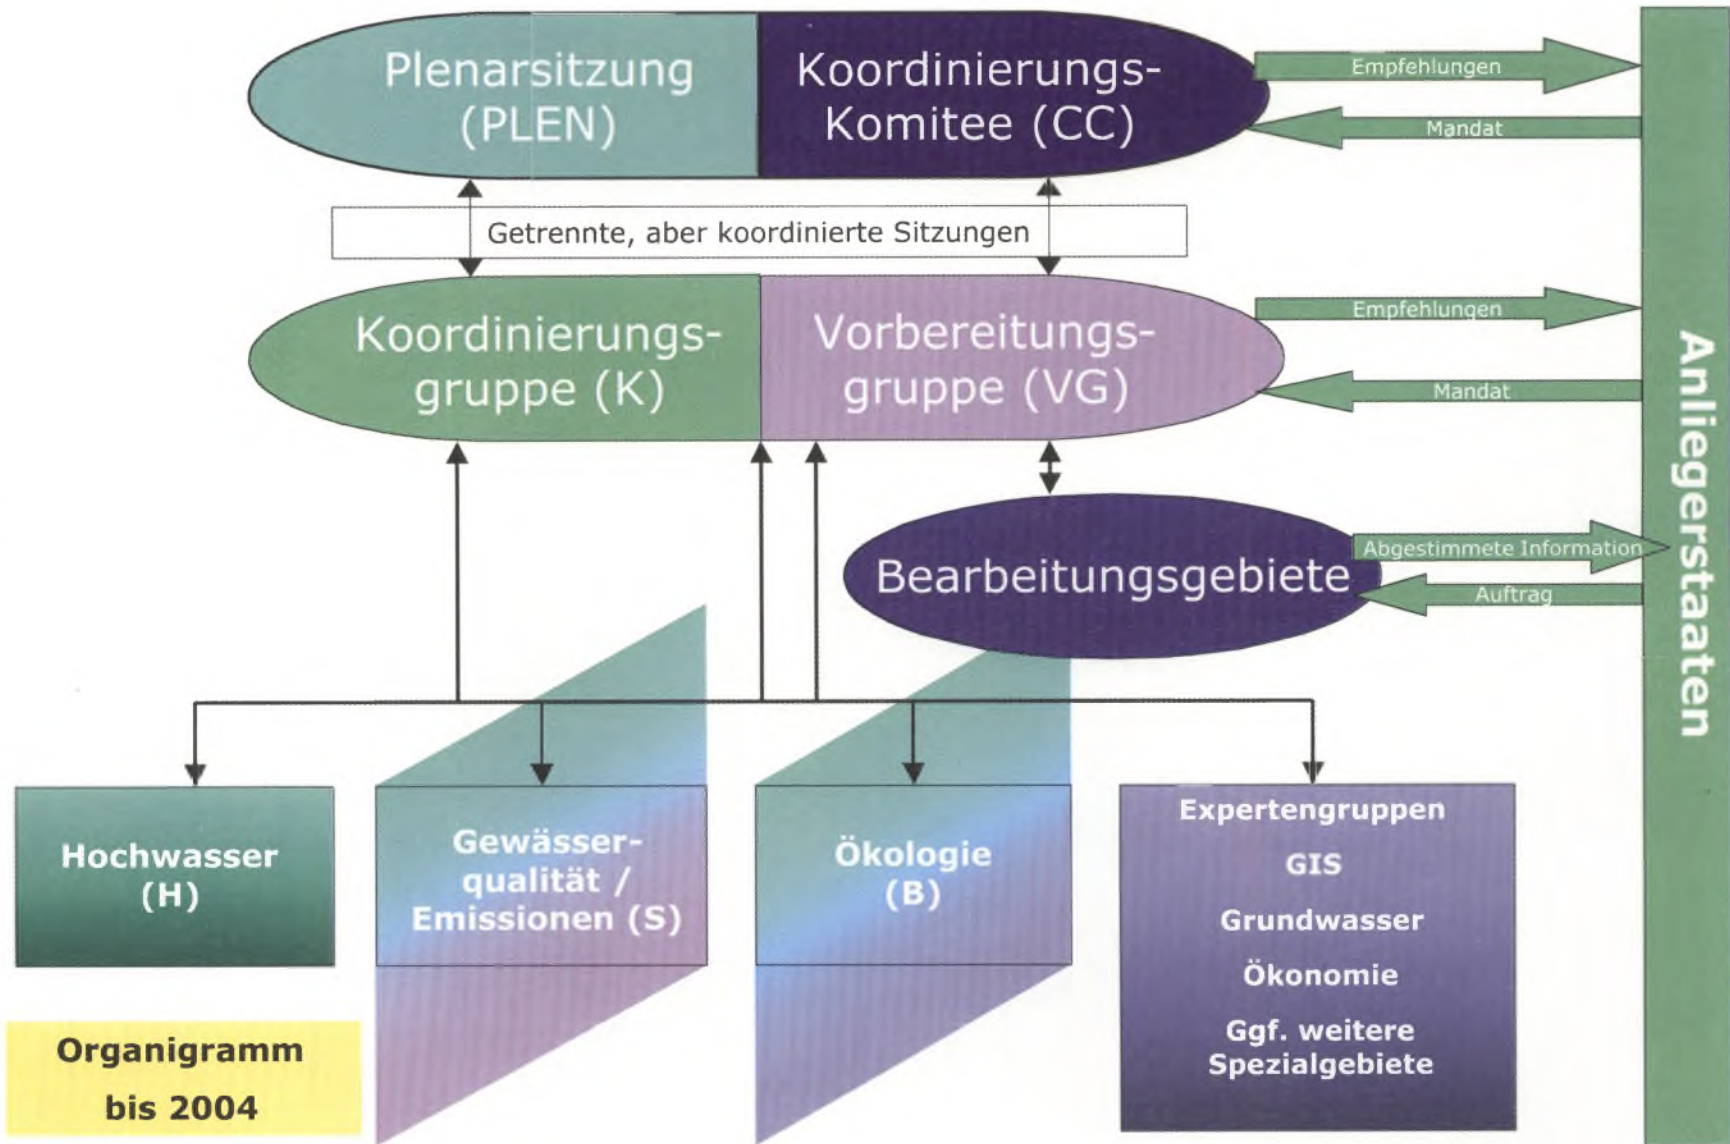 Plenarsitzung
(PLEN)
Koordinierungs-
Komitee (CC)
Empfehlungen
Mandat
Getrennte, aber koordinierte Sitzungen
Koordinierungs-
gruppe (K)
Vorbereitungs-
gruppe (VG)
Empfehlungen
Mandat
Anliegerstaaten
Bearbeitungsgebiete
Abgestimmete Information
Auftrag
Hochwasser
(H)
Gewässer-
qualität /
Emissionen (S)
Ökologie
(B)
Expertengruppen
GIS
Grundwasser
Ökonomie
Ggf. weitere
Spezialgebiete
Organigramm
bis 2004